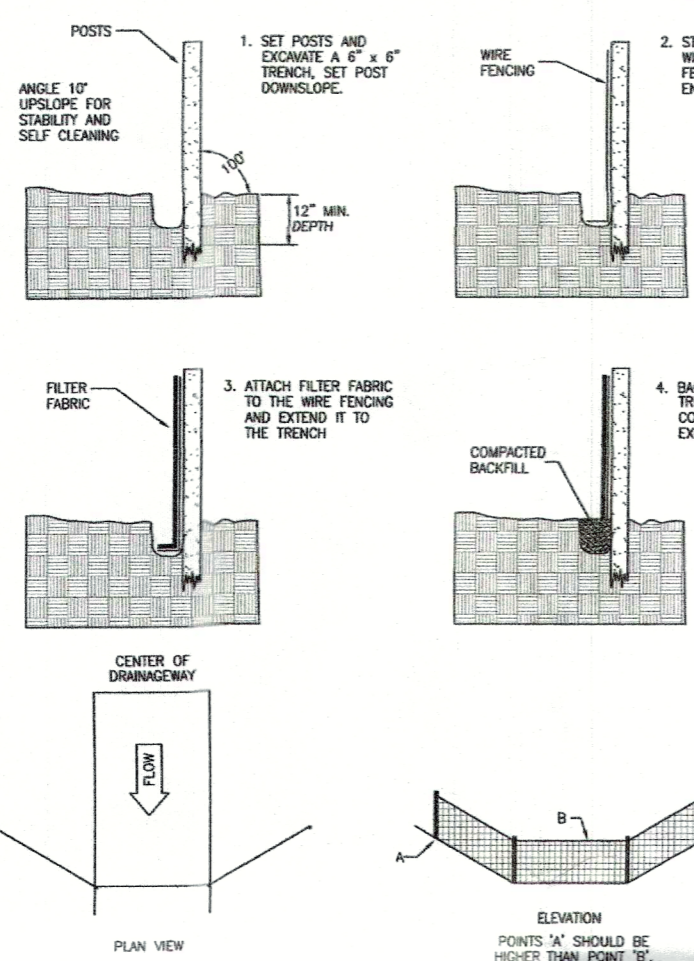 POSTS
1. SET POSTS AND
EXCAVATE A 6" x 6"
TRENCH, SET POST
DOWNSLOPE.
ANGLE 10°
UPSLOPE FOR
STABILITY AND
SELF CLEANING
100°
12" MIN.
DEPTH
WIRE
FENCING
2.
FILTER
FABRIC
3. ATTACH FILTER FABRIC
TO THE WIRE FENCING
AND EXTEND IT TO
THE TRENCH
COMPACTED
BACKFILL
4.
CENTER OF
DRAINAGEWAY
FLOW
PLAN VIEW
A
B
ELEVATION
POINTS 'A' SHOULD BE
HIGHER THAN POINT 'B'.